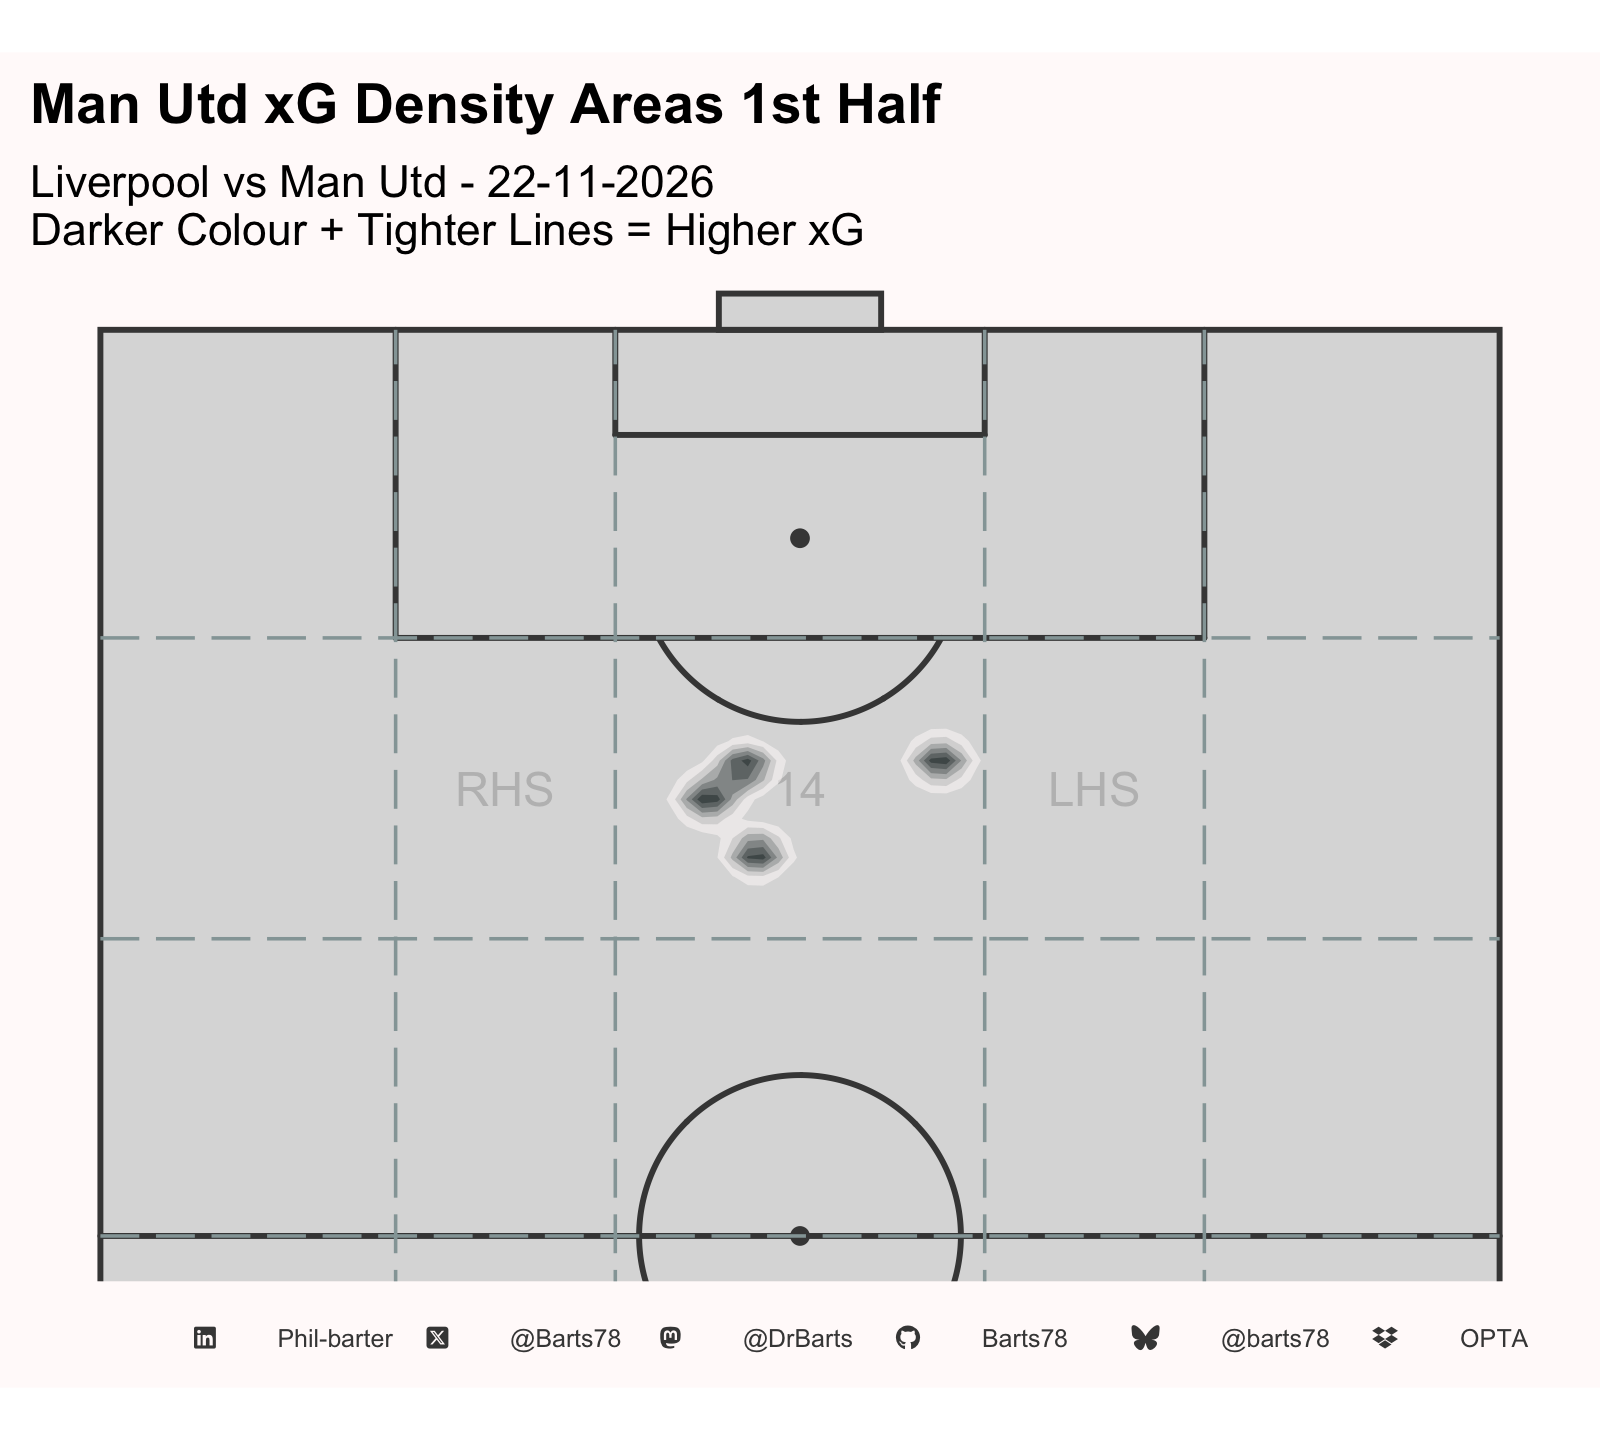 Man Utd xG Density Areas 1st Half
Liverpool vs Man Utd - 22-11-2026
Darker Colour + Tighter Lines = Higher xG
RHS 14 LHS
Phil-barter @Barts78 @DrBarts Barts78 @barts78 OPTA